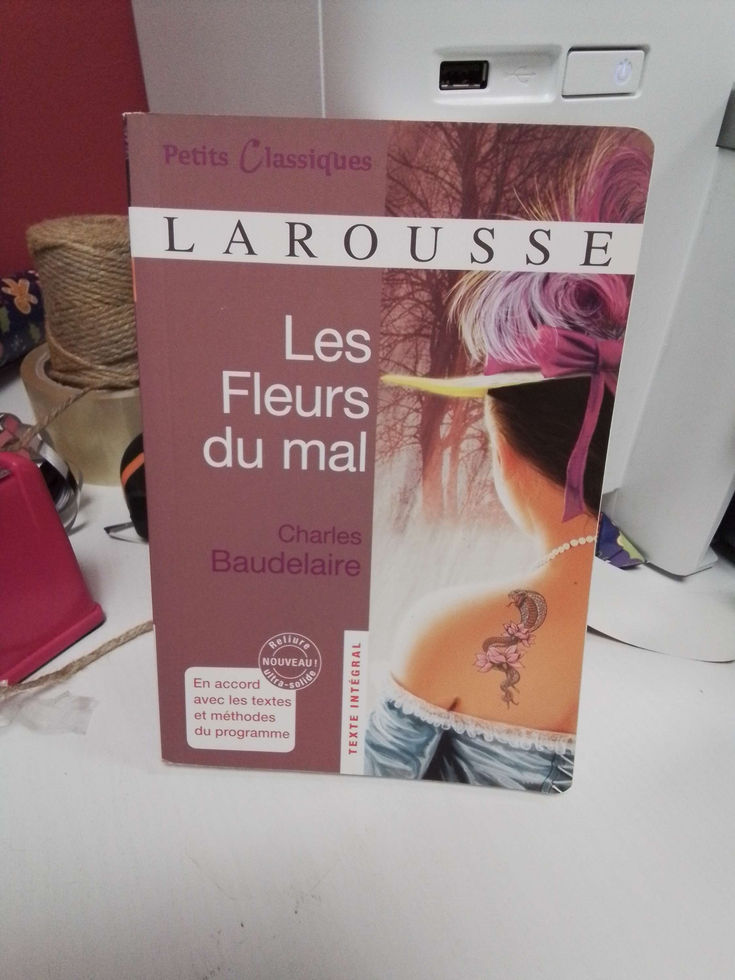 Petits Classiques
LAROUSSE
Les
Fleurs
du mal
Charles
Baudelaire
Reliure
NOUVEAU !
ultra-solide
En accord
avec les textes
et méthodes
du programme
TEXTE INTÉGRAL